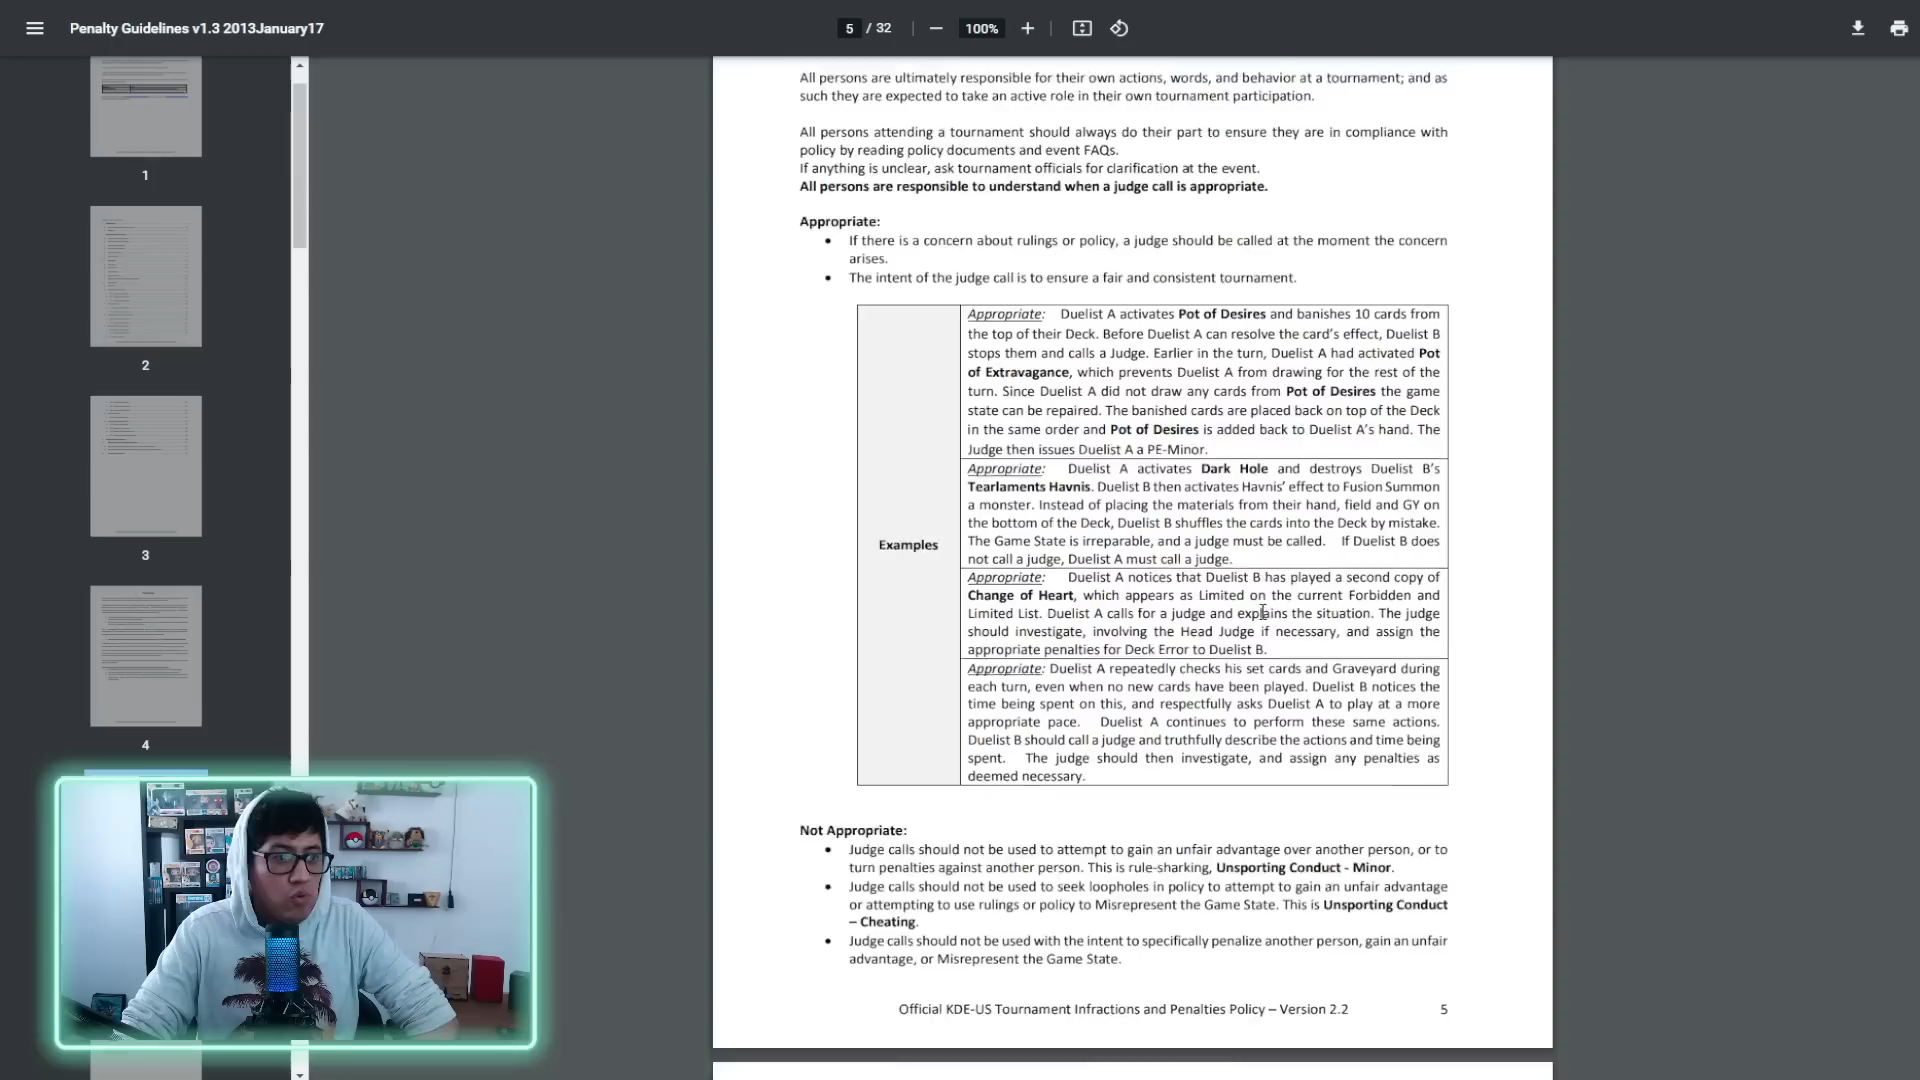 Penalty Guidelines v1.3 2013January17
5 / 32
100%
1
2
3
4
All persons are ultimately responsible for their own actions, words, and behavior at a tournament; and as
such they are expected to take an active role in their own tournament participation.
All persons attending a tournament should always do their part to ensure they are in compliance with
policy by reading policy documents and event FAQs.
If anything is unclear, ask tournament officials for clarification at the event.
All persons are responsible to understand when a judge call is appropriate.
Appropriate:
• If there is a concern about rulings or policy, a judge should be called at the moment the concern
arises.
• The intent of the judge call is to ensure a fair and consistent tournament.
Examples
Appropriate: Duelist A activates Pot of Desires and banishes 10 cards from
the top of their Deck. Before Duelist A can resolve the card's effect, Duelist B
stops them and calls a Judge. Earlier in the turn, Duelist A had activated Pot
of Extravagance, which prevents Duelist A from drawing for the rest of the
turn. Since Duelist A did not draw any cards from Pot of Desires the game
state can be repaired. The banished cards are placed back on top of the Deck
in the same order and Pot of Desires is added back to Duelist A's hand. The
Judge then issues Duelist A a PE-Minor.
Appropriate: Duelist A activates Dark Hole and destroys Duelist B's
Tearlaments Havnis. Duelist B then activates Havnis' effect to Fusion Summon
a monster. Instead of placing the materials from their hand, field and GY on
the bottom of the Deck, Duelist B shuffles the cards into the Deck by mistake.
The Game State is irreparable, and a judge must be called. If Duelist B does
not call a judge, Duelist A must call a judge.
Appropriate: Duelist A notices that Duelist B has played a second copy of
Change of Heart, which appears as Limited on the current Forbidden and
Limited List. Duelist A calls for a judge and explains the situation. The judge
should investigate, involving the Head Judge if necessary, and assign the
appropriate penalties for Deck Error to Duelist B.
Appropriate: Duelist A repeatedly checks his set cards and Graveyard during
each turn, even when no new cards have been played. Duelist B notices the
time being spent on this, and respectfully asks Duelist A to play at a more
appropriate pace. Duelist A continues to perform these same actions.
Duelist B should call a judge and truthfully describe the actions and time being
spent. The judge should then investigate, and assign any penalties as
deemed necessary.
Not Appropriate:
• Judge calls should not be used to attempt to gain an unfair advantage over another person, or to
turn penalties against another person. This is rule-sharking, Unsporting Conduct - Minor.
• Judge calls should not be used to seek loopholes in policy to attempt to gain an unfair advantage
or attempting to use rulings or policy to Misrepresent the Game State. This is Unsporting Conduct
– Cheating.
• Judge calls should not be used with the intent to specifically penalize another person, gain an unfair
advantage, or Misrepresent the Game State.
Official KDE-US Tournament Infractions and Penalties Policy – Version 2.2 5